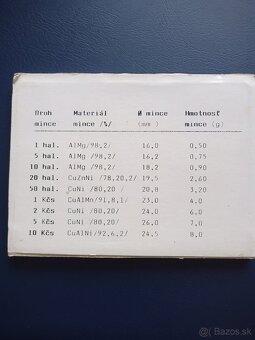 Druh Materiál Ø mince Hmotnosť
mince mince /%/ (mm) mince (g)
1 hal. AlMg/98,2/ 16,0 0,50
5 hal. AlMg/98,2/ 16,2 0,75
10 hal. AlMg/98,2/ 18,2 0,90
20 hal. CuZnNi /78,20,2/ 19,5 2,60
50 hal. CuNi /80,20 / 20,8 3,20
1 Kčs CuAlMn/91,8,1/ 23,0 4,0
2 Kčs CuNi /80,20/ 24,0 6,0
5 Kčs CuNi /80,20/ 26,0 7,0
10 Kčs CuAlNi/92,6,2/ 24,5 8,0
bazos.sk